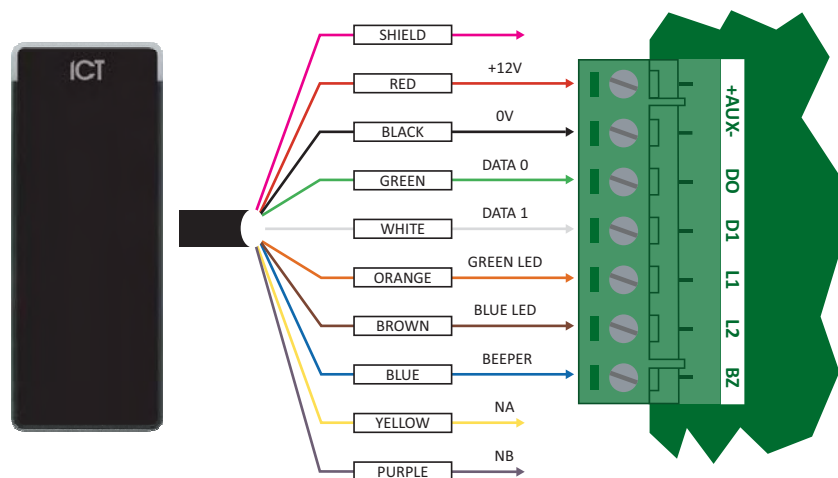 ICT
SHIELD
RED +12V
BLACK 0V
GREEN DATA 0
WHITE DATA 1
ORANGE GREEN LED
BROWN BLUE LED
BLUE BEEPER
YELLOW NA
PURPLE NB
+AUX-
D0
D1
L1
L2
BZ